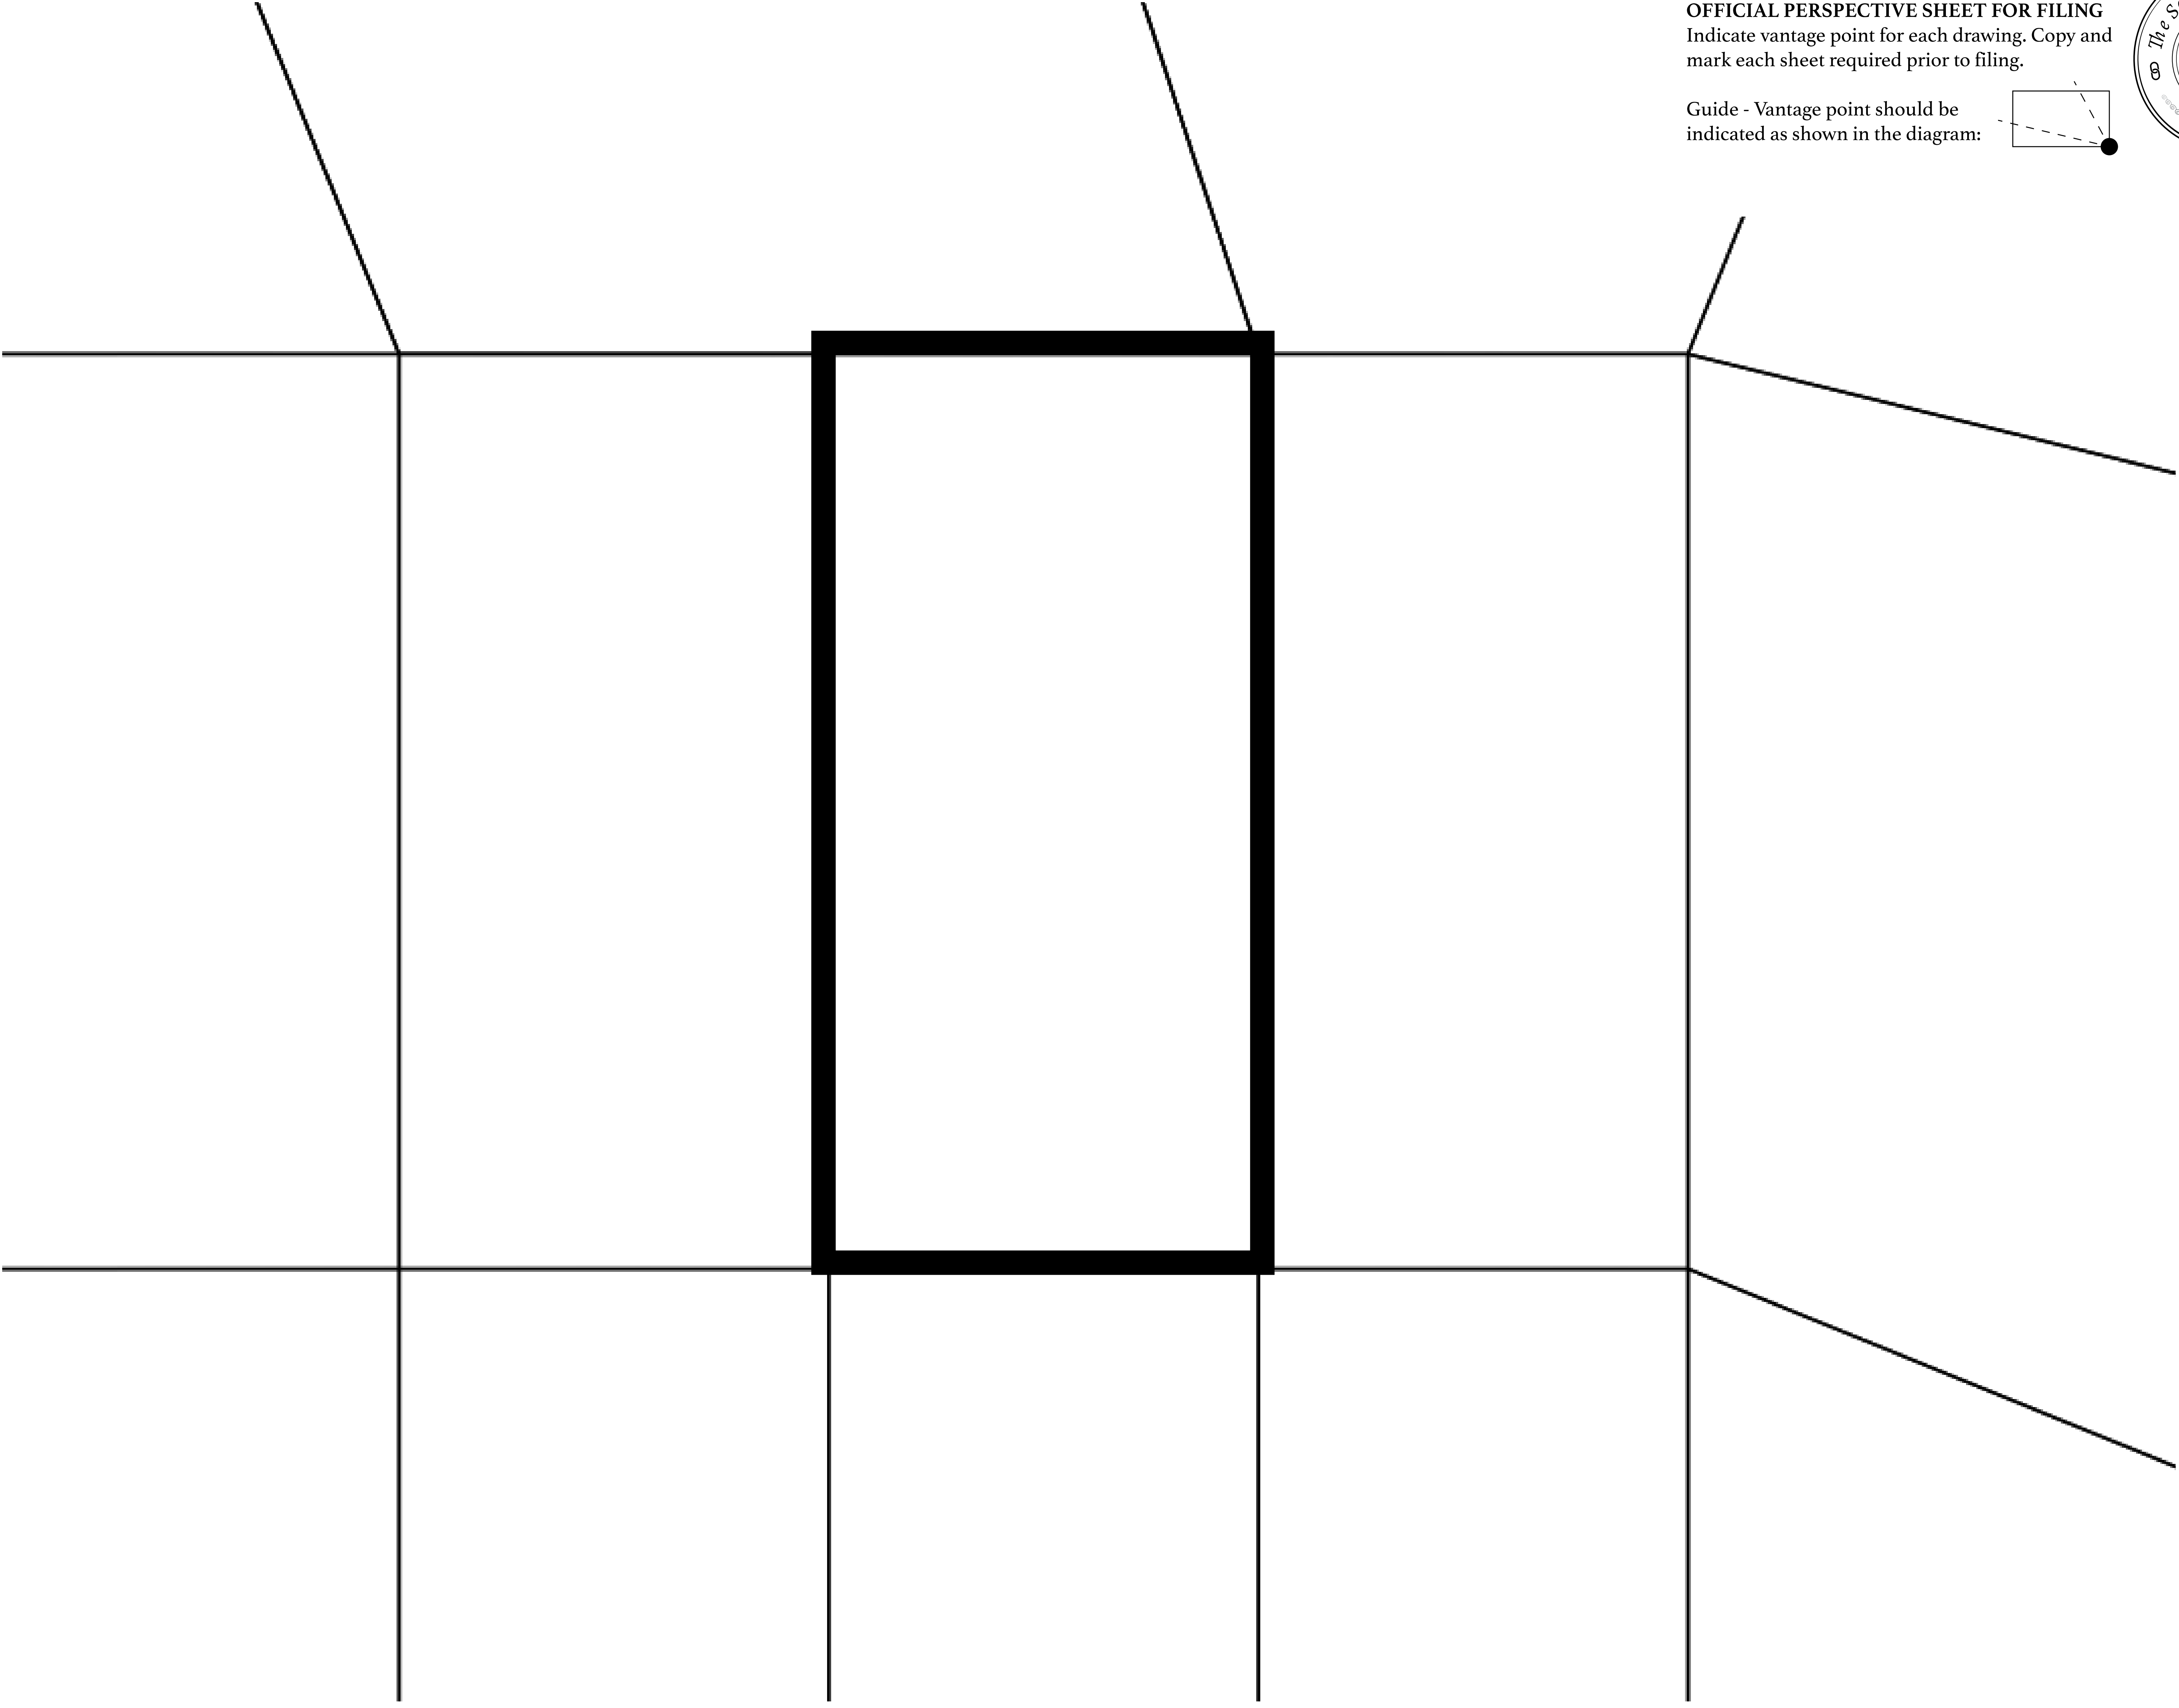 OFFICIAL PERSPECTIVE SHEET FOR FILING
Indicate vantage point for each drawing. Copy and
mark each sheet required prior to filing.
Guide - Vantage point should be
indicated as shown in the diagram:
The